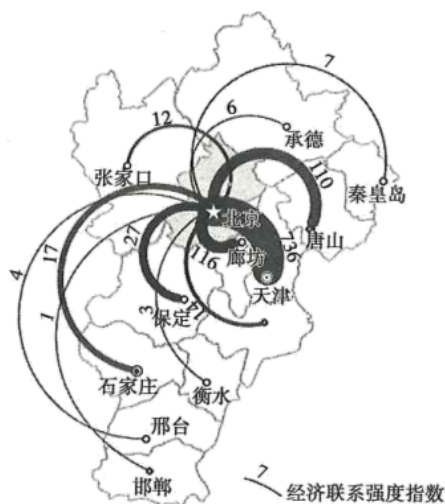 7
12
6
承德
张家口
110
秦皇岛
北京
唐山
27
736
廊坊
116
17
天津
4
保定
14
3
1
石家庄
衡水
邢台
邯郸
7
经济联系强度指数